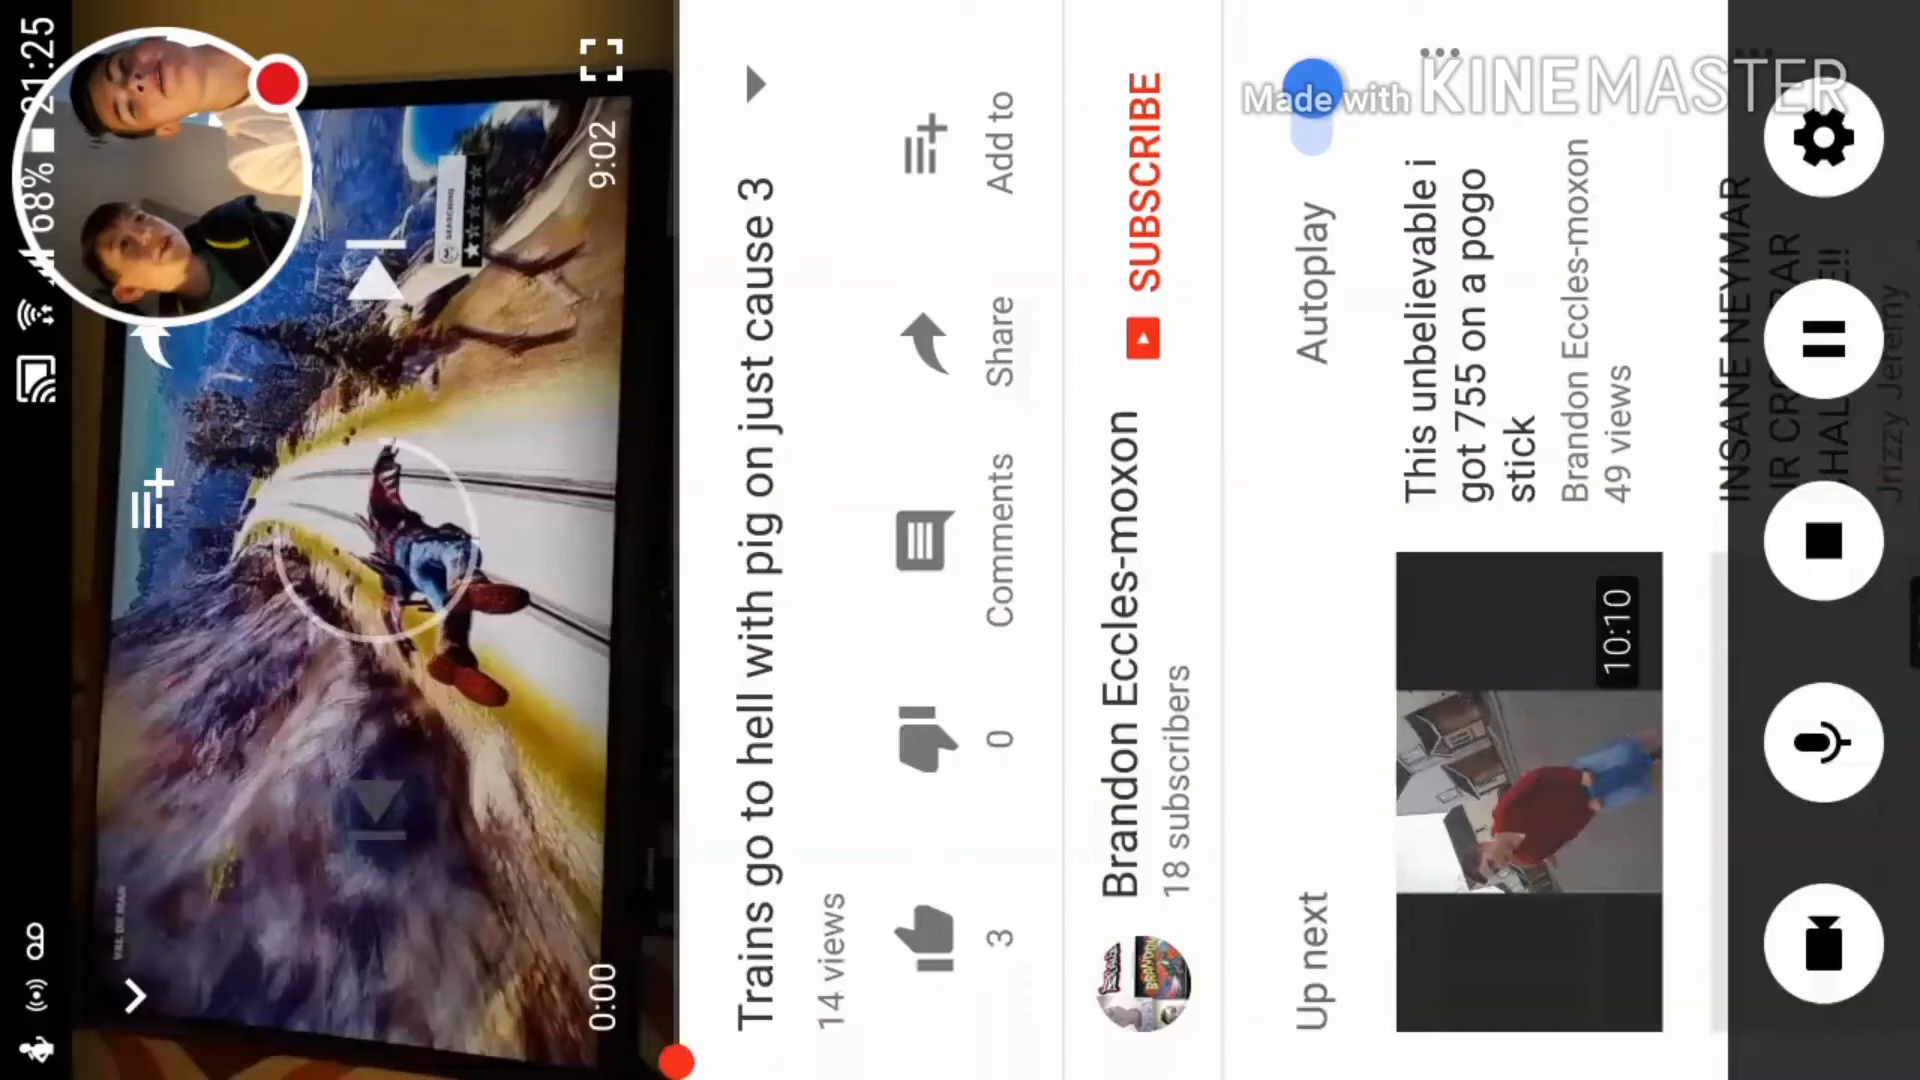 21:25
68%
9:02
0:00
SEARCHING
Trains go to hell with pig on just cause 3
14 views
3
0
Comments
Share
Add to
Brandon Eccles-moxon
18 subscribers
SUBSCRIBE
Up next
Autoplay
10:10
This unbelievable i
got 755 on a pogo
stick
Brandon Eccles-moxon
49 views
INSANE NEYMAR
Jrizzy Jeremy
Made with KINEMASTER